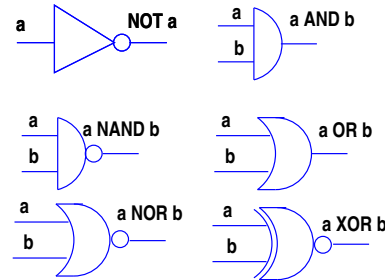 a NOT a
a a AND b
b
a a NAND b
b
a a OR b
b
a a NOR b
b
a a XOR b
b